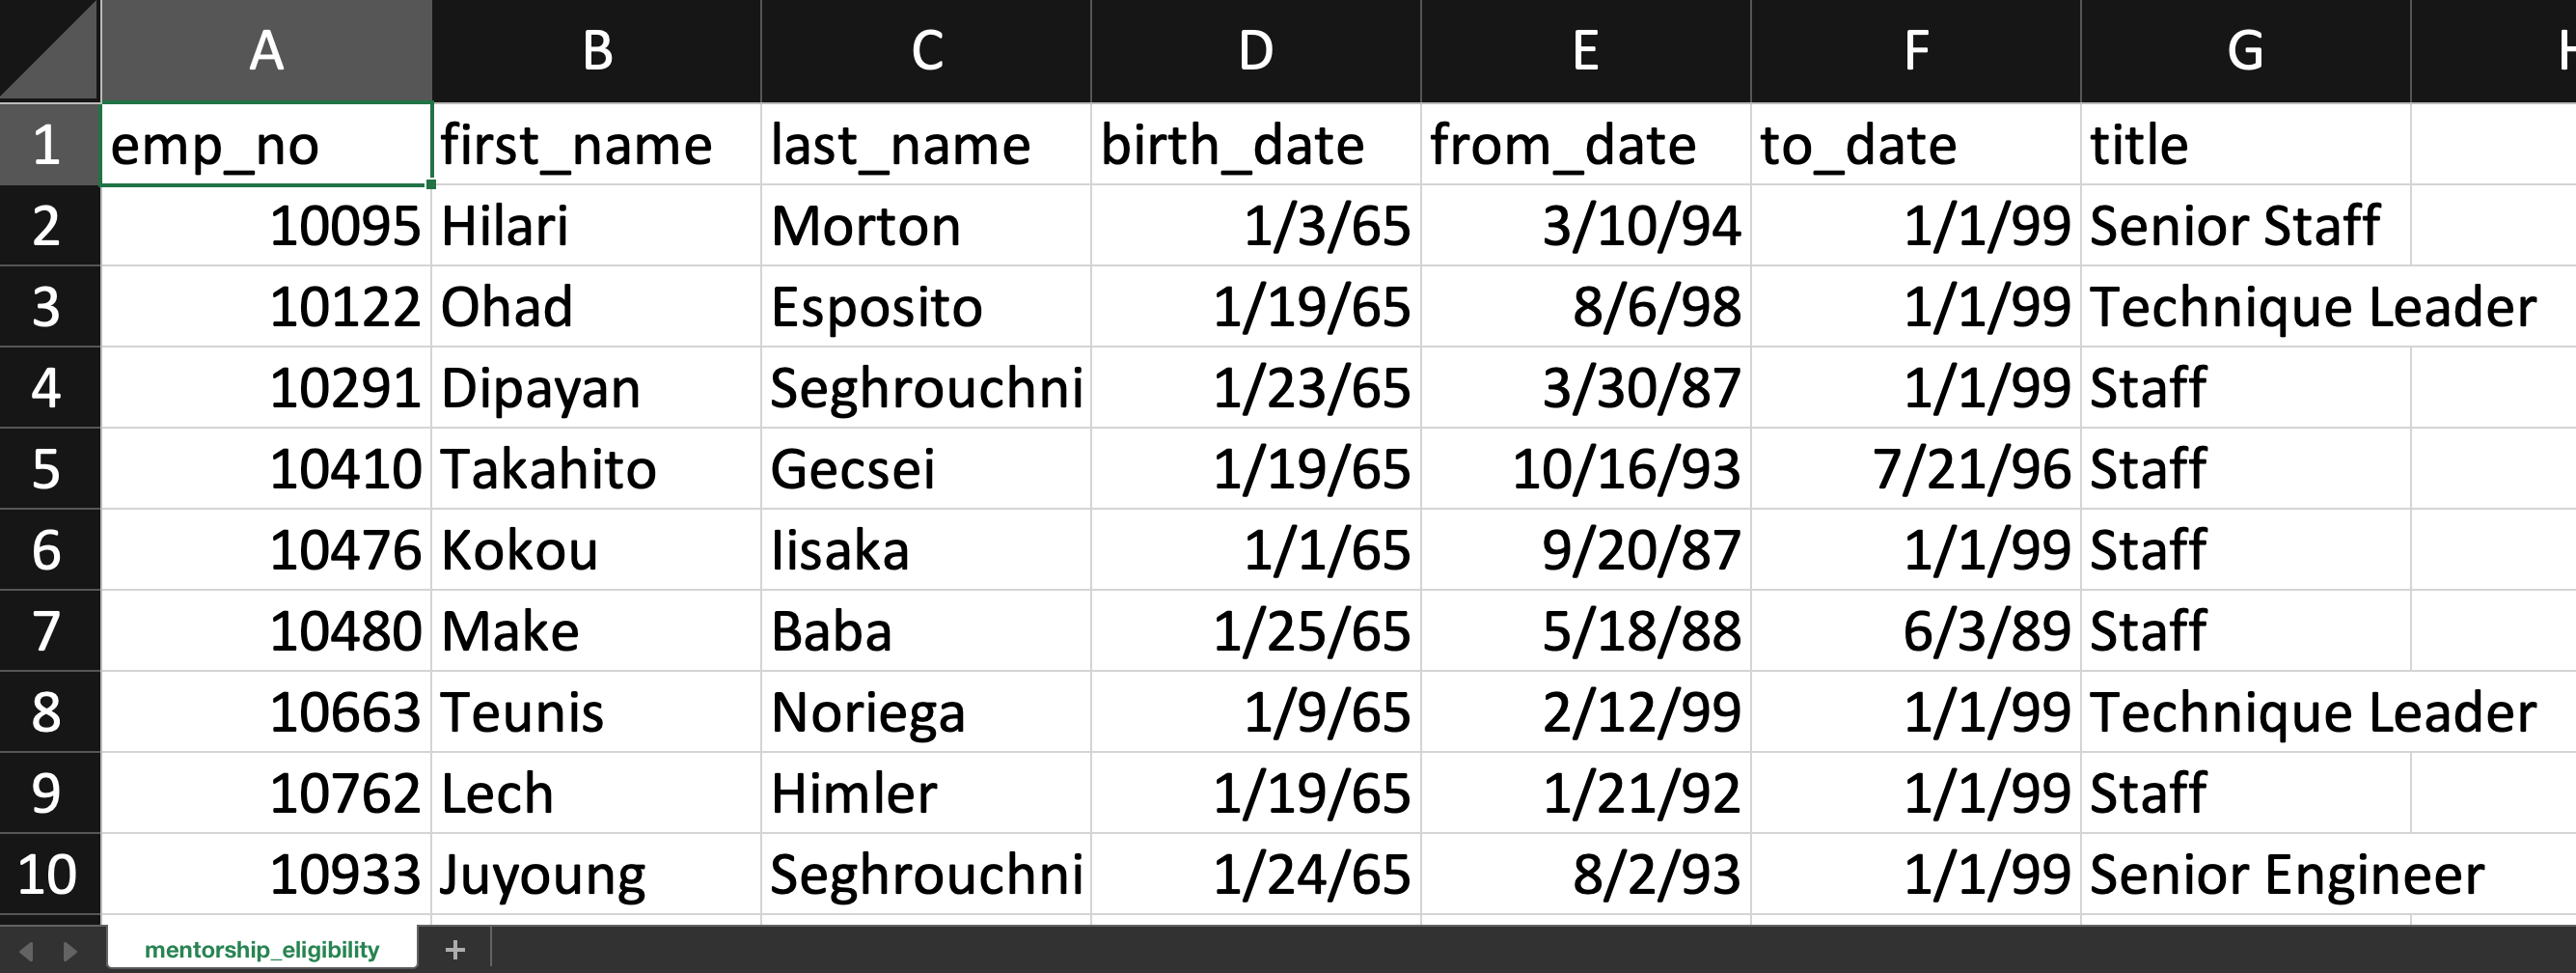 A B C D E F G H
1 emp_no first_name last_name birth_date from_date to_date title
2 10095 Hilari Morton 1/3/65 3/10/94 1/1/99 Senior Staff
3 10122 Ohad Esposito 1/19/65 8/6/98 1/1/99 Technique Leader
4 10291 Dipayan Seghrouchni 1/23/65 3/30/87 1/1/99 Staff
5 10410 Takahito Gecsei 1/19/65 10/16/93 7/21/96 Staff
6 10476 Kokou Iisaka 1/1/65 9/20/87 1/1/99 Staff
7 10480 Make Baba 1/25/65 5/18/88 6/3/89 Staff
8 10663 Teunis Noriega 1/9/65 2/12/99 1/1/99 Technique Leader
9 10762 Lech Himler 1/19/65 1/21/92 1/1/99 Staff
10 10933 Juyoung Seghrouchni 1/24/65 8/2/93 1/1/99 Senior Engineer
mentorship_eligibility +